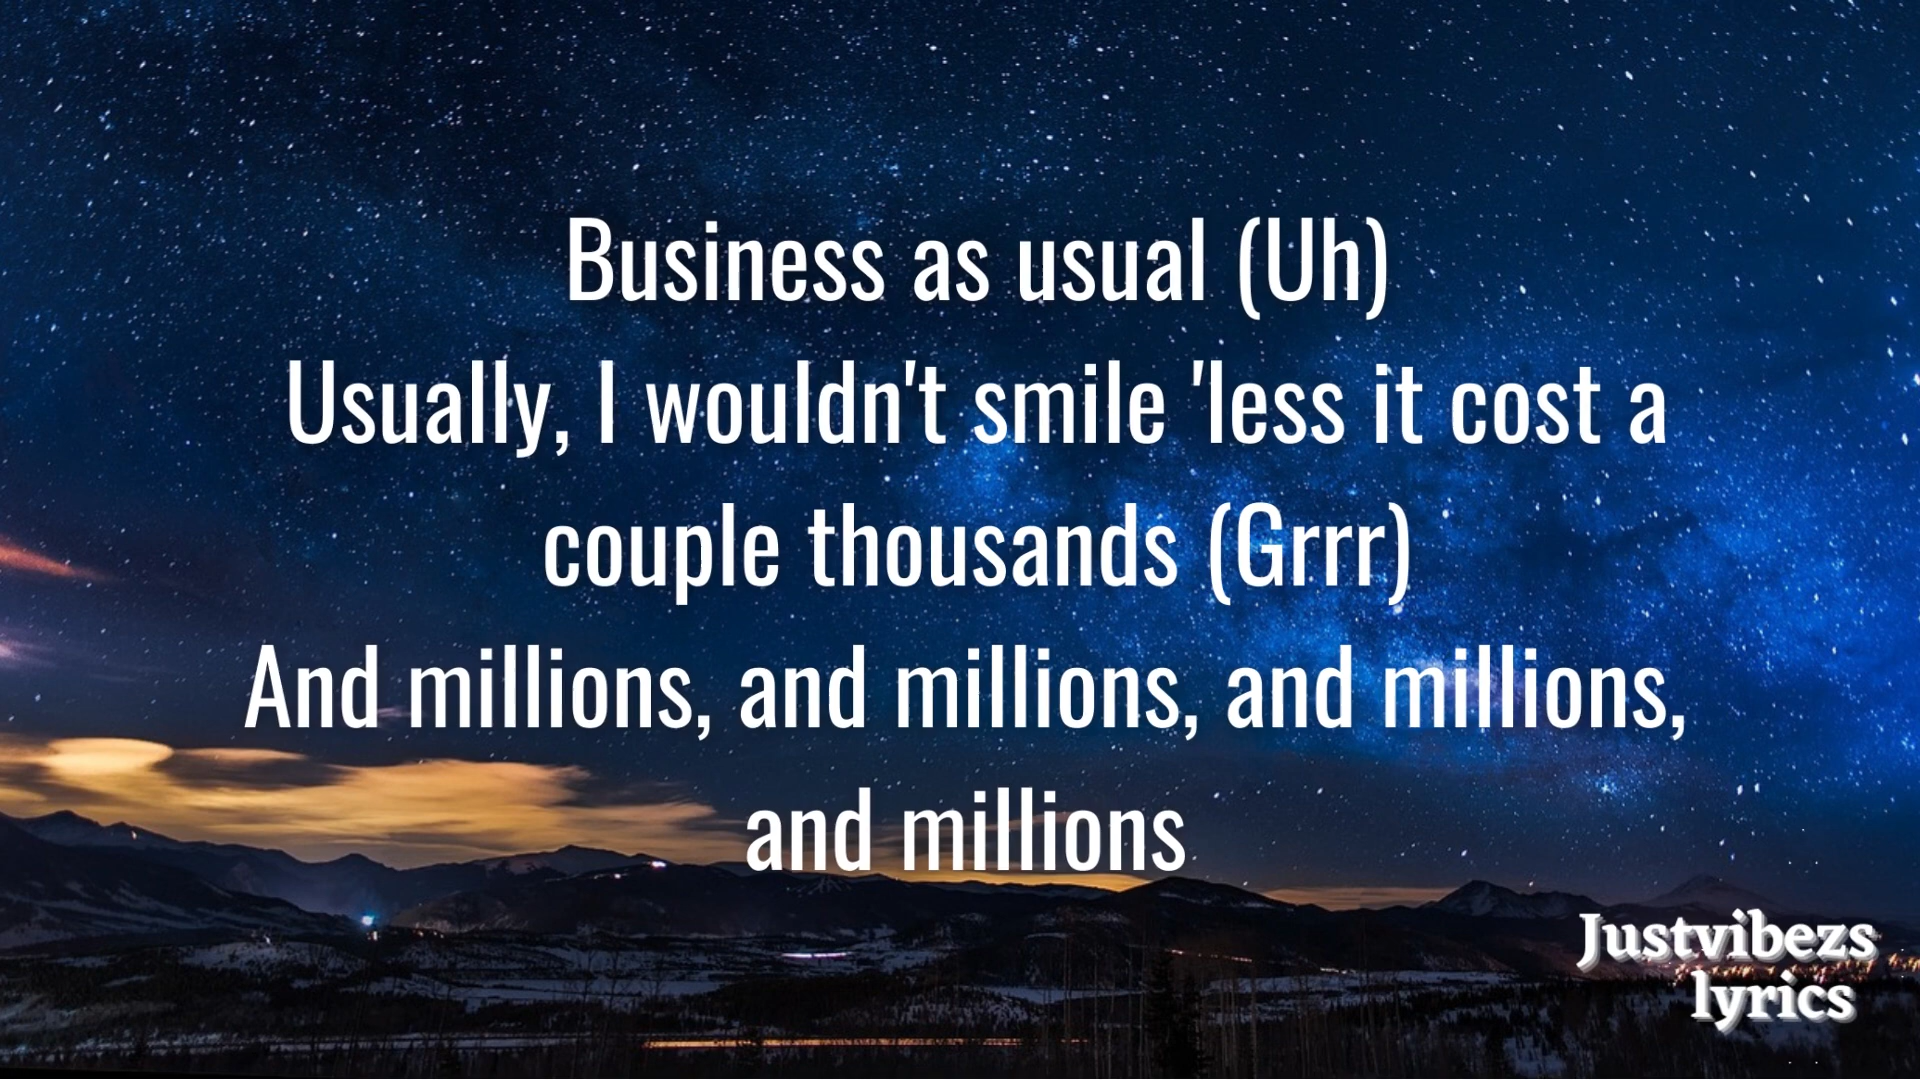 Business as usual (Uh)
Usually, I wouldn't smile 'less it cost a
couple thousands (Grrr)
And millions, and millions, and millions,
and millions
Justvibezs
lyrics